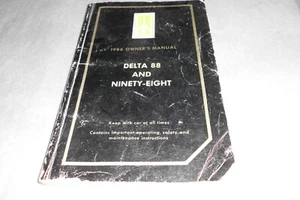 1986 OWNER'S MANUAL
DELTA 88
AND
NINETY-EIGHT
Keep with car at all times
Contains important operating, safety and
maintenance instructions